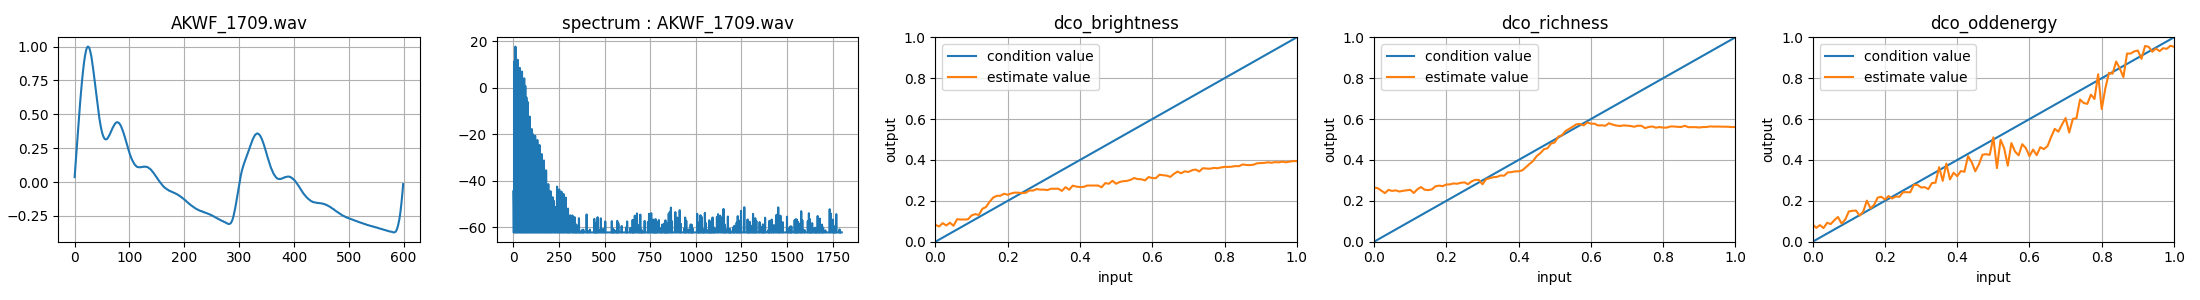 AKWF_1709.wav
1.00
0.75
0.50
0.25
0.00
−0.25
0 100 200 300 400 500 600
spectrum : AKWF_1709.wav
20
0
−20
−40
−60
0 250 500 750 1000 1250 1500 1750
dco_brightness
condition value
estimate value
output
1.0
0.8
0.6
0.4
0.2
0.0
0.0 0.2 0.4 0.6 0.8 1.0
input
dco_richness
condition value
estimate value
output
1.0
0.8
0.6
0.4
0.2
0.0
0.0 0.2 0.4 0.6 0.8 1.0
input
dco_oddenergy
condition value
estimate value
output
1.0
0.8
0.6
0.4
0.2
0.0
0.0 0.2 0.4 0.6 0.8 1.0
input